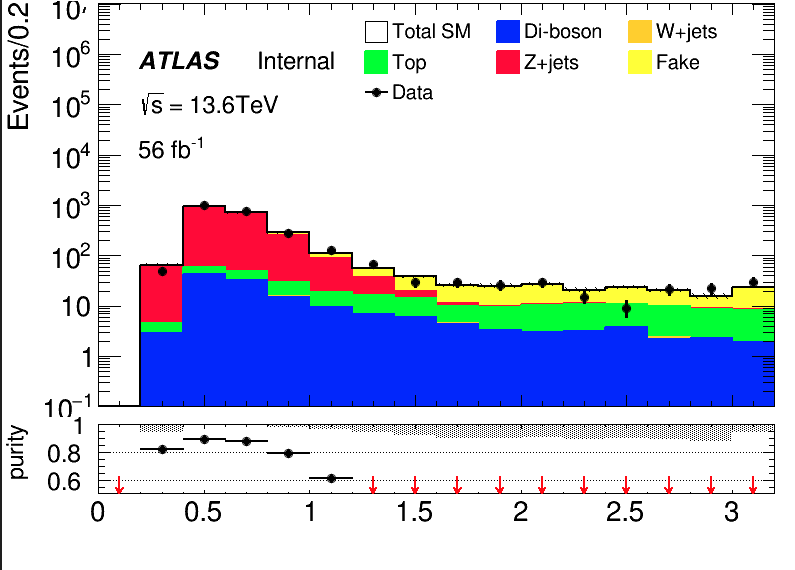 10⁷
Total SM Di-boson W+jets
ATLAS Internal Top Z+jets Fake
Data
√s = 13.6TeV
56 fb⁻¹
Events/0.2
10⁶
10⁵
10⁴
10³
10²
10
1
10⁻¹
purity
1
0.8
0.6
0 0.5 1 1.5 2 2.5 3